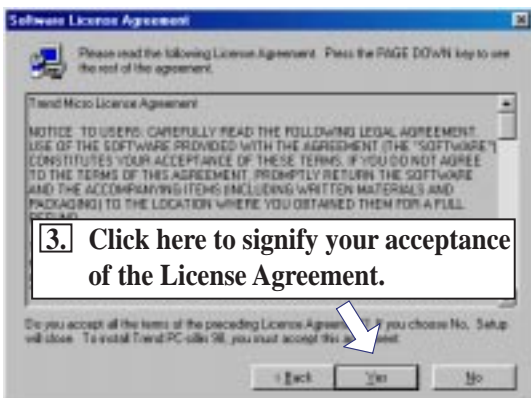 Software License Agreement
Please read the following License Agreement. Press the PAGE DOWN key to see
the rest of the agreement.
Trend Micro License Agreement
NOTICE TO USERS: CAREFULLY READ THE FOLLOWING LEGAL AGREEMENT.
USE OF THE SOFTWARE PROVIDED WITH THE AGREEMENT (THE "SOFTWARE")
CONSTITUTES YOUR ACCEPTANCE OF THESE TERMS. IF YOU DO NOT AGREE
TO THE TERMS OF THIS AGREEMENT, PROMPTLY RETURN THE SOFTWARE
AND THE ACCOMPANYING ITEMS (INCLUDING WRITTEN MATERIALS AND
PACKAGING) TO THE LOCATION WHERE YOU OBTAINED THEM FOR A FULL
3. Click here to signify your acceptance
of the License Agreement.
Do you accept all the terms of the preceding License you choose No, Setup
will close. To install Trend PC-cillin 98, you must accept this
< Back
Yes
No